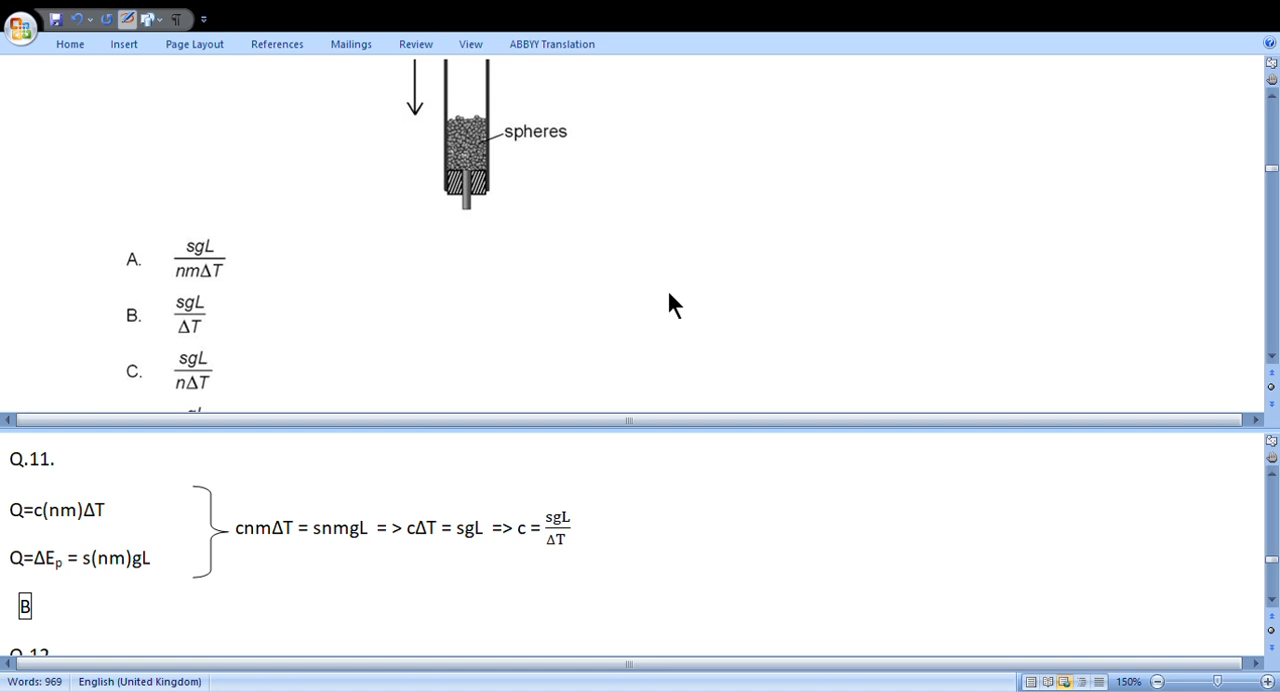 Home Insert Page Layout References Mailings Review View ABBYY Translation
spheres
A. sgL
nmΔT
B. sgL
ΔT
C. sgL
nΔT
Q.11.
Q=c(nm)ΔT
cnmΔT = snmgL = > cΔT = sgL => c = sgL
ΔT
Q=ΔEₚ = s(nm)gL
B
Words: 969 English (United Kingdom) 150%